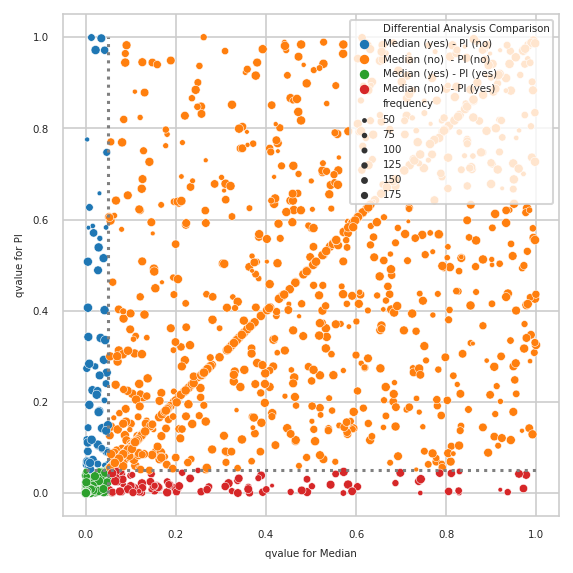 Differential Analysis Comparison
Median (yes) - PI (no)
Median (no) - PI (no)
Median (yes) - PI (yes)
Median (no) - PI (yes)
frequency
50
75
100
125
150
175
qvalue for PI
1.0
0.8
0.6
0.4
0.2
0.0
0.0 0.2 0.4 0.6 0.8 1.0
qvalue for Median